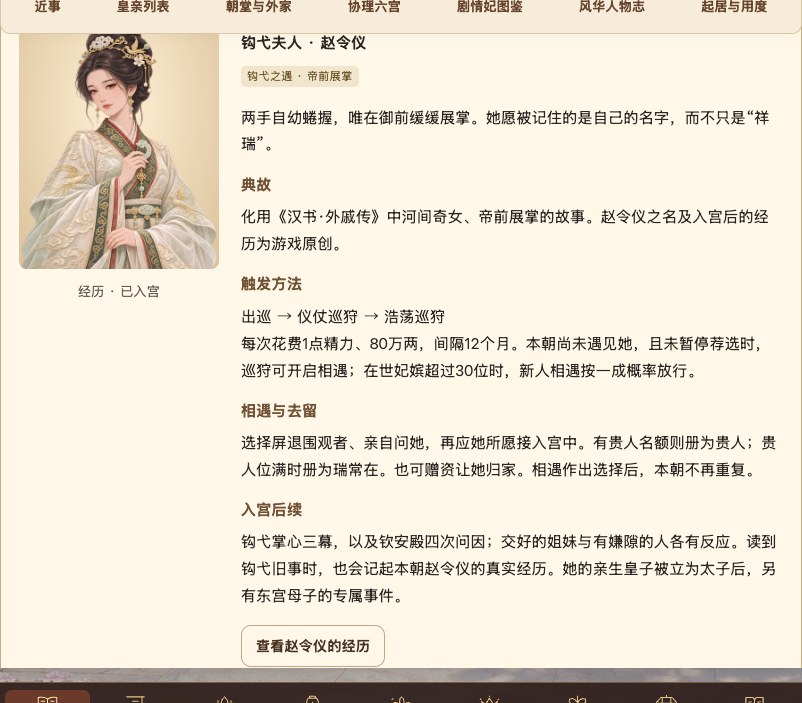 近事 皇亲列表 朝堂与外家 协理六宫 剧情妃图鉴 风华人物志 起居与用度
钩弋夫人 · 赵令仪
钩弋之遇 · 帝前展掌
两手自幼蜷握，唯在御前缓缓展掌。她愿被记住的是自己的名字，而不只是“祥
瑞”。
典故
化用《汉书·外戚传》中河间奇女、帝前展掌的故事。赵令仪之名及入宫后的经
历为游戏原创。
经历 · 已入宫
触发方法
出巡 → 仪仗巡狩 → 浩荡巡狩
每次花费1点精力、80万两，间隔12个月。本朝尚未遇见她，且未暂停荐选时，
巡狩可开启相遇；在世妃嫔超过30位时，新人相遇按一成概率放行。
相遇与去留
选择屏退围观者、亲自问她，再应她所愿接入宫中。有贵人名额则册为贵人；贵
人位满时册为瑞常在。也可赠资让她归家。相遇作出选择后，本朝不再重复。
入宫后续
钩弋掌心三幕，以及钦安殿四次问因；交好的姐妹与有嫌隙的人各有反应。读到
钩弋旧事时，也会记起本朝赵令仪的真实经历。她的亲生皇子被立为太子后，另
有东宫母子的专属事件。
查看赵令仪的经历